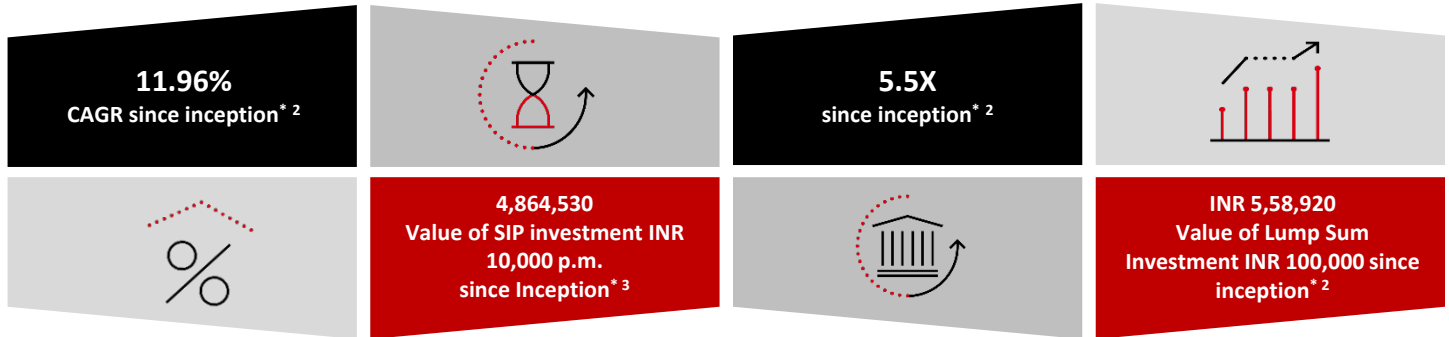 11.96%
CAGR since inception* 2
5.5X
since inception* 2
4,864,530
Value of SIP investment INR
10,000 p.m.
since Inception* 3
INR 5,58,920
Value of Lump Sum
Investment INR 100,000 since
inception* 2